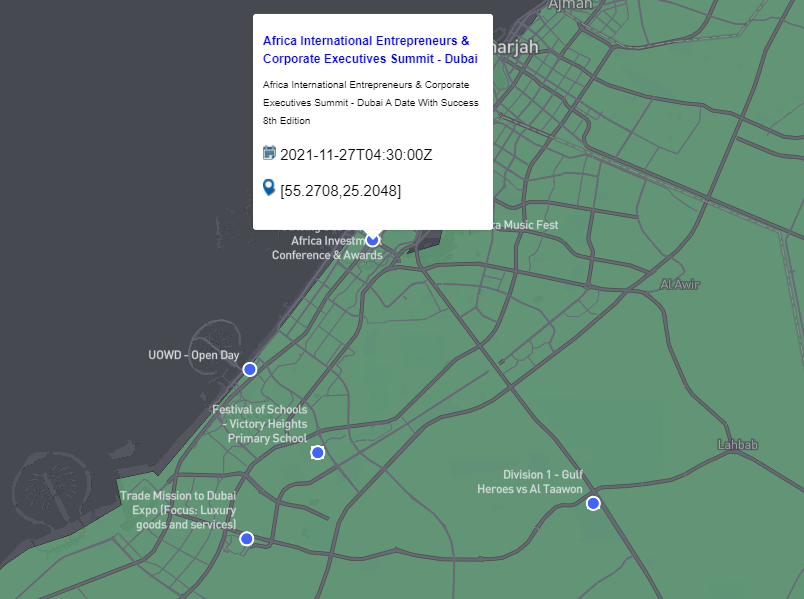 Ajman
harjah
Africa International Entrepreneurs &
Corporate Executives Summit - Dubai
Africa International Entrepreneurs & Corporate
Executives Summit - Dubai A Date With Success
8th Edition
2021-11-27T04:30:00Z
[55.2708,25.2048]
Music Fest
Africa Investment
Conference & Awards
Al Awir
UOWD - Open Day
Festival of Schools
- Victory Heights
Primary School
Lahbab
Division 1 - Gulf
Heroes vs Al Taawon
Trade Mission to Dubai
Expo (Focus: Luxury
goods and services)